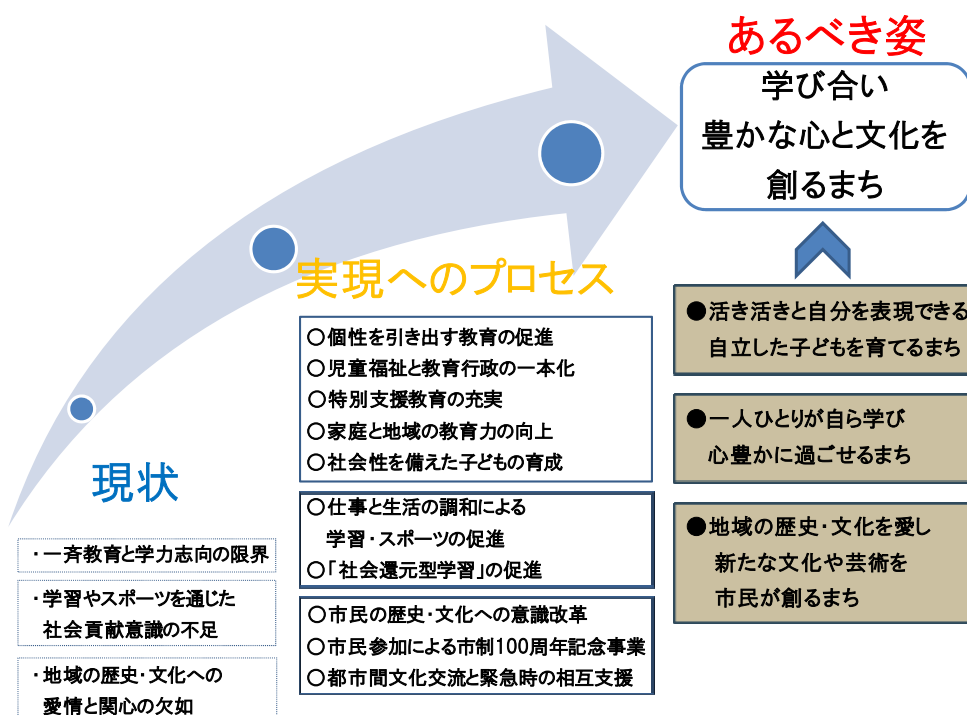 あるべき姿
学び合い
豊かな心と文化を
創るまち
実現へのプロセス
〇個性を引き出す教育の促進
〇児童福祉と教育行政の一本化
〇特別支援教育の充実
〇家庭と地域の教育力の向上
〇社会性を備えた子どもの育成
〇仕事と生活の調和による
学習・スポーツの促進
〇「社会還元型学習」の促進
〇市民の歴史・文化への意識改革
〇市民参加による市制100周年記念事業
〇都市間文化交流と緊急時の相互支援
●活き活きと自分を表現できる
自立した子どもを育てるまち
●一人ひとりが自ら学び
心豊かに過ごせるまち
●地域の歴史・文化を愛し
新たな文化や芸術を
市民が創るまち
現状
・一斉教育と学力志向の限界
・学習やスポーツを通じた
社会貢献意識の不足
・地域の歴史・文化への
愛情と関心の欠如